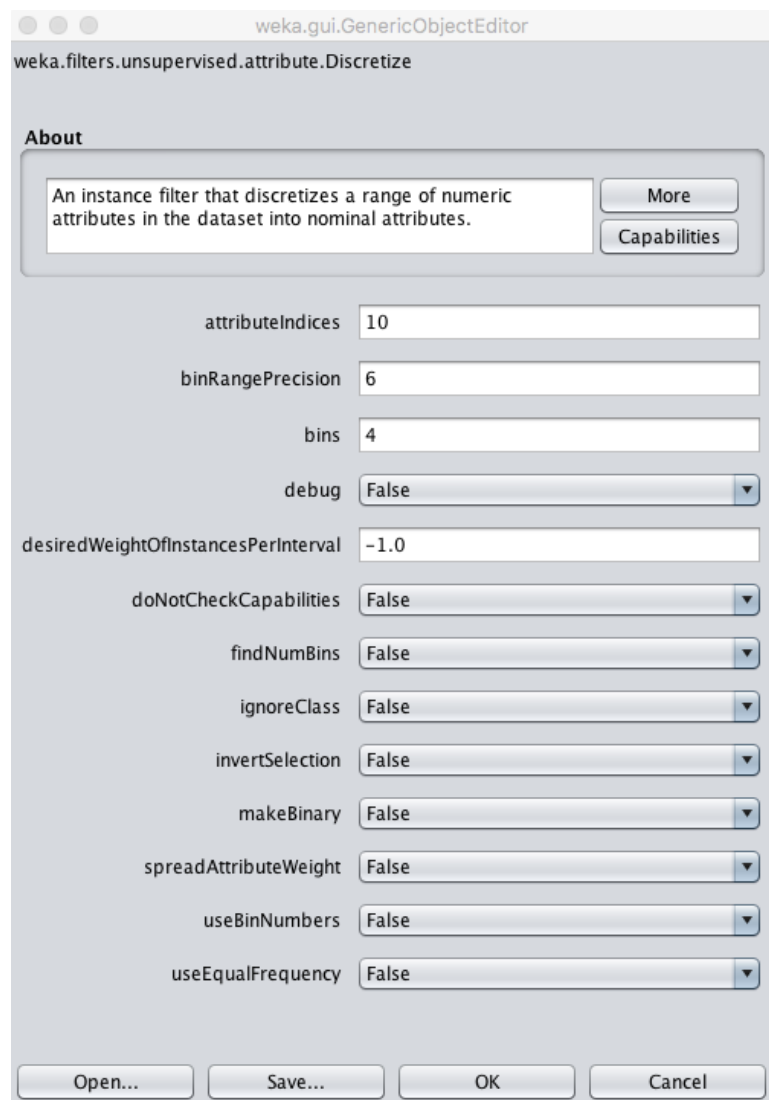 weka.gui.GenericObjectEditor
weka.filters.unsupervised.attribute.Discretize
About
An instance filter that discretizes a range of numeric
attributes in the dataset into nominal attributes.
More
Capabilities
attributeIndices 10
binRangePrecision 6
bins 4
debug False
desiredWeightOfInstancesPerInterval -1.0
doNotCheckCapabilities False
findNumBins False
ignoreClass False
invertSelection False
makeBinary False
spreadAttributeWeight False
useBinNumbers False
useEqualFrequency False
Open... Save... OK Cancel